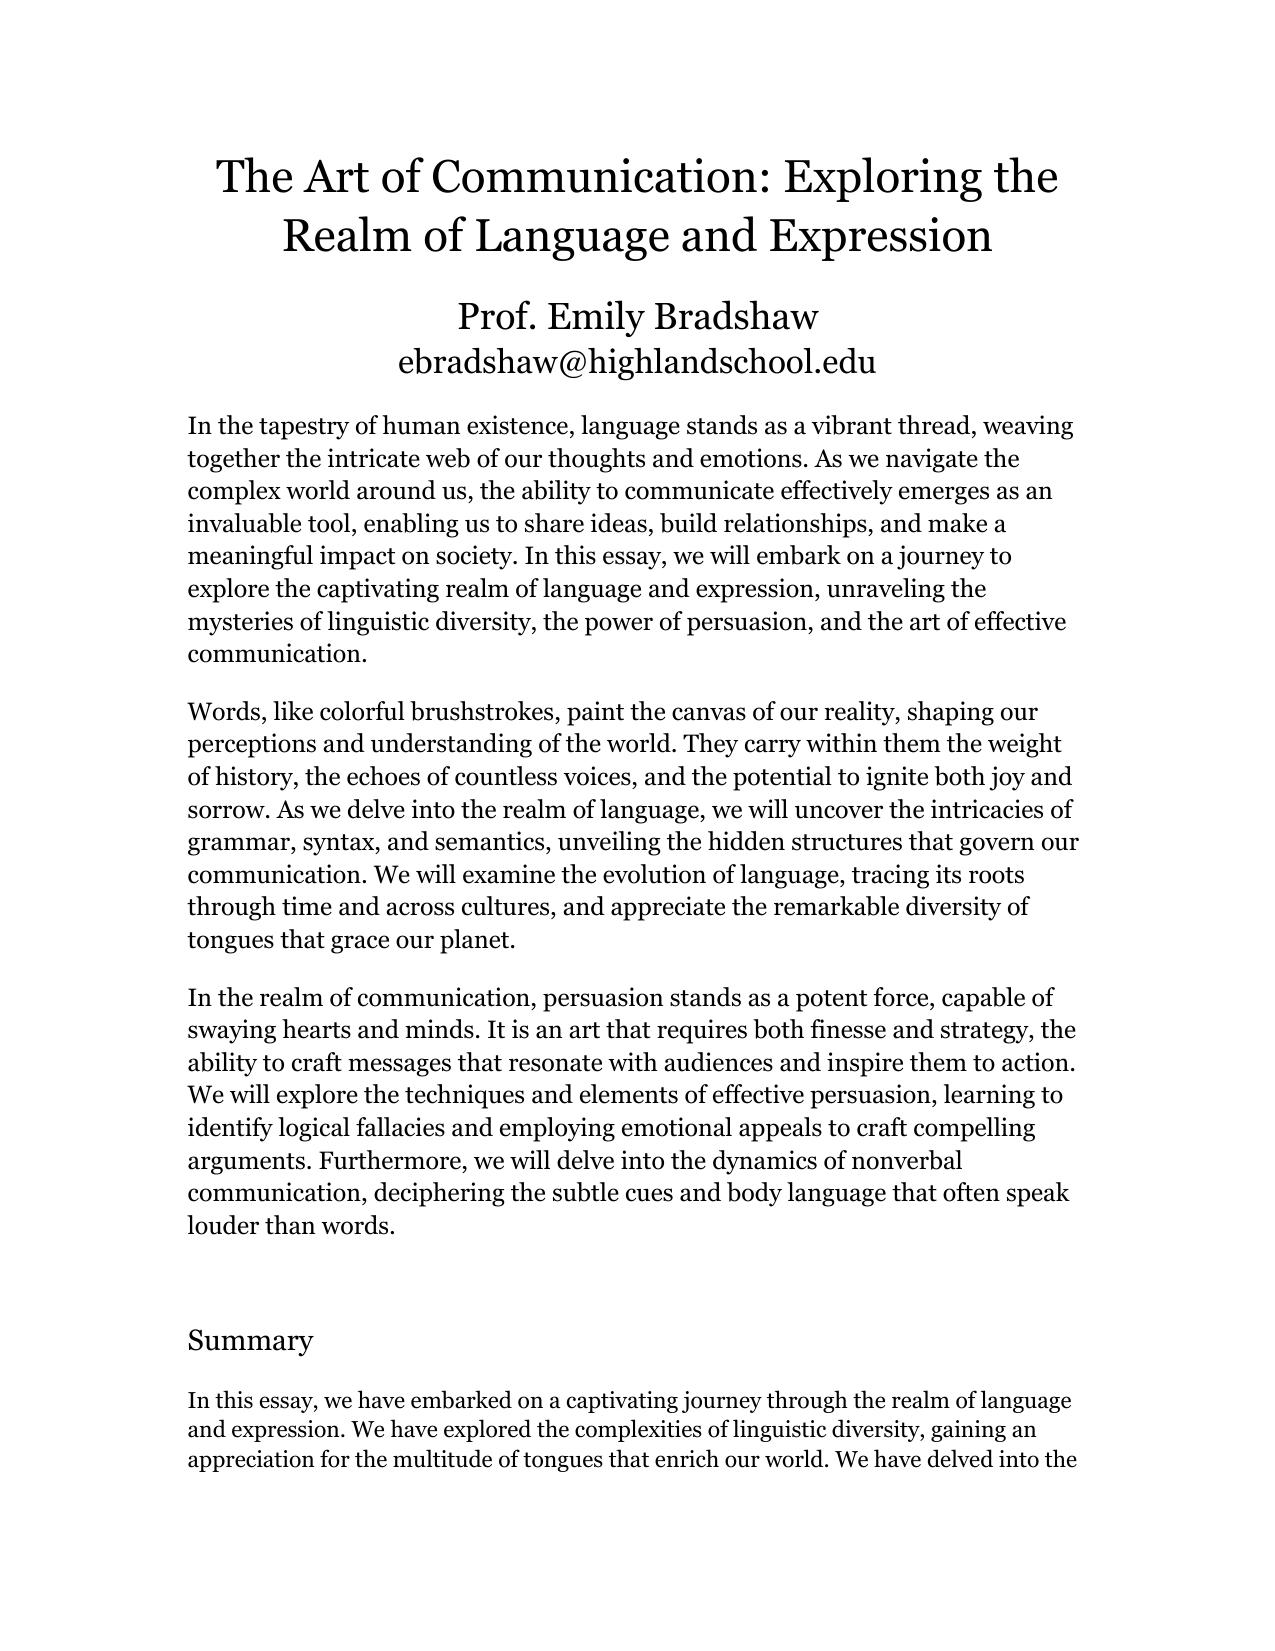 The Art of Communication: Exploring the
Realm of Language and Expression
Prof. Emily Bradshaw
ebradshaw@highlandschool.edu
In the tapestry of human existence, language stands as a vibrant thread, weaving
together the intricate web of our thoughts and emotions. As we navigate the
complex world around us, the ability to communicate effectively emerges as an
invaluable tool, enabling us to share ideas, build relationships, and make a
meaningful impact on society. In this essay, we will embark on a journey to
explore the captivating realm of language and expression, unraveling the
mysteries of linguistic diversity, the power of persuasion, and the art of effective
communication.
Words, like colorful brushstrokes, paint the canvas of our reality, shaping our
perceptions and understanding of the world. They carry within them the weight
of history, the echoes of countless voices, and the potential to ignite both joy and
sorrow. As we delve into the realm of language, we will uncover the intricacies of
grammar, syntax, and semantics, unveiling the hidden structures that govern our
communication. We will examine the evolution of language, tracing its roots
through time and across cultures, and appreciate the remarkable diversity of
tongues that grace our planet.
In the realm of communication, persuasion stands as a potent force, capable of
swaying hearts and minds. It is an art that requires both finesse and strategy, the
ability to craft messages that resonate with audiences and inspire them to action.
We will explore the techniques and elements of effective persuasion, learning to
identify logical fallacies and employing emotional appeals to craft compelling
arguments. Furthermore, we will delve into the dynamics of nonverbal
communication, deciphering the subtle cues and body language that often speak
louder than words.
Summary
In this essay, we have embarked on a captivating journey through the realm of language
and expression. We have explored the complexities of linguistic diversity, gaining an
appreciation for the multitude of tongues that enrich our world. We have delved into the